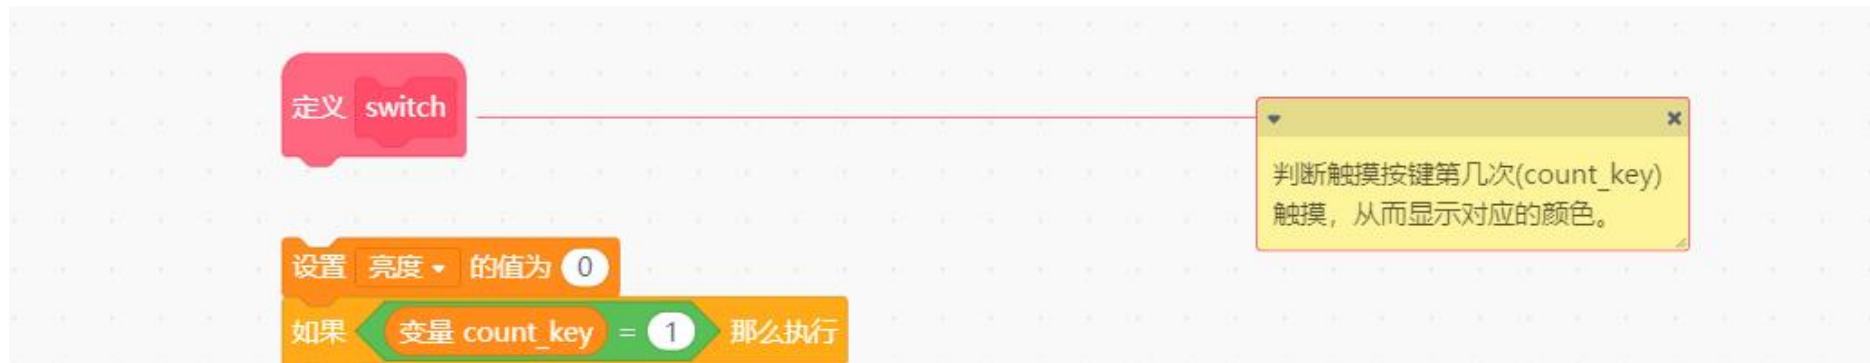 定义 switch
判断触摸按键第几次(count_key)
触摸，从而显示对应的颜色。
设置 亮度 的值为 0
如果 变量 count_key = 1 那么执行